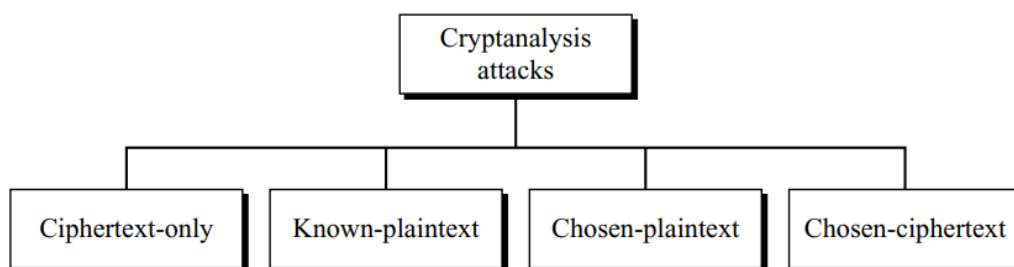 Cryptanalysis
attacks
Ciphertext-only
Known-plaintext
Chosen-plaintext
Chosen-ciphertext